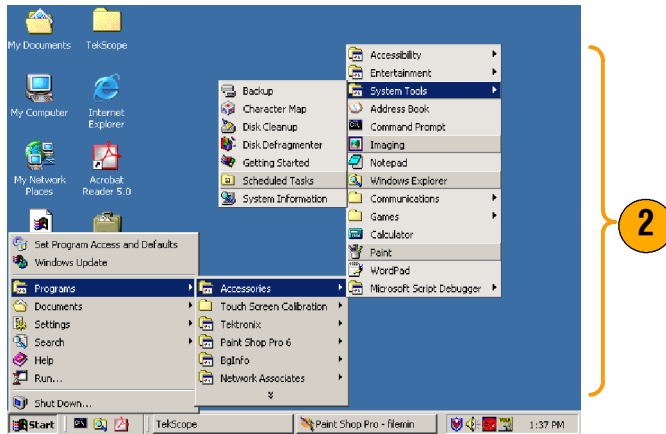 My Documents
TekScope
My Computer
Internet
Explorer
My Network
Places
Acrobat
Reader 5.0
Set Program Access and Defaults
Windows Update
Programs
Documents
Settings
Search
Help
Run...
Shut Down...
Accessories
Touch Screen Calibration
Tektronix
Paint Shop Pro 6
BgInfo
Network Associates
Backup
Character Map
Disk Cleanup
Disk Defragmenter
Getting Started
Scheduled Tasks
System Information
Accessibility
Entertainment
System Tools
Address Book
Command Prompt
Imaging
Notepad
Windows Explorer
Communications
Games
Calculator
Paint
WordPad
Microsoft Script Debugger
2
Start
TekScope
Paint Shop Pro - filemin
1:37 PM